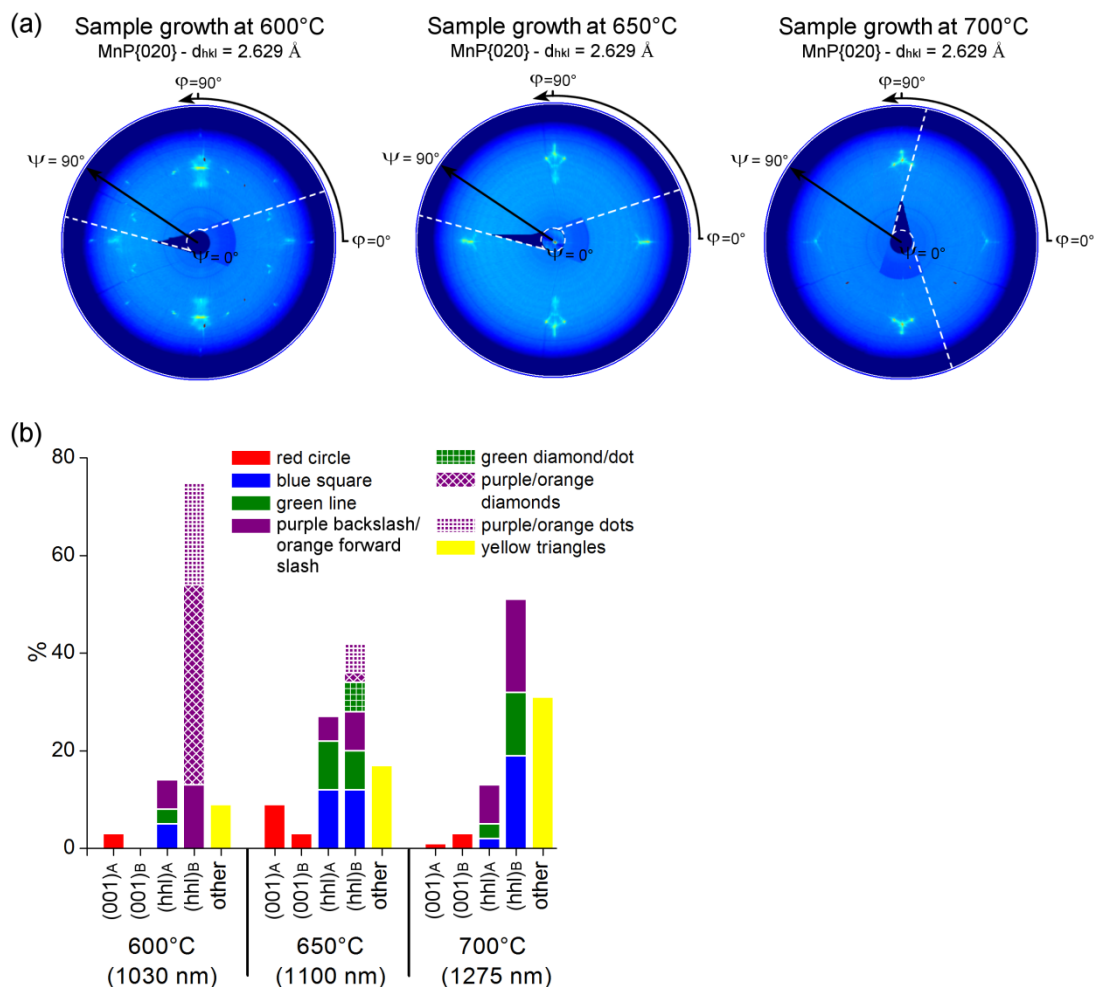 (a)
Sample growth at 600°C
MnP{020} - dhkl = 2.629 Å
φ=90°
Ψ = 90°
φ=0°
Ψ = 0°
Sample growth at 650°C
MnP{020} - dhkl = 2.629 Å
φ=90°
Ψ = 90°
φ=0°
Ψ = 0°
Sample growth at 700°C
MnP{020} - dhkl = 2.629 Å
φ=90°
Ψ = 90°
φ=0°
Ψ = 0°
(b)
red circle
blue square
green line
purple backslash/
orange forward
slash
green diamond/dot
purple/orange
diamonds
purple/orange dots
yellow triangles
%
80
60
40
20
0
(001)A
(001)B
(hhl)A
(hhl)B
other
(001)A
(001)B
(hhl)A
(hhl)B
other
(001)A
(001)B
(hhl)A
(hhl)B
other
600°C
(1030 nm)
650°C
(1100 nm)
700°C
(1275 nm)